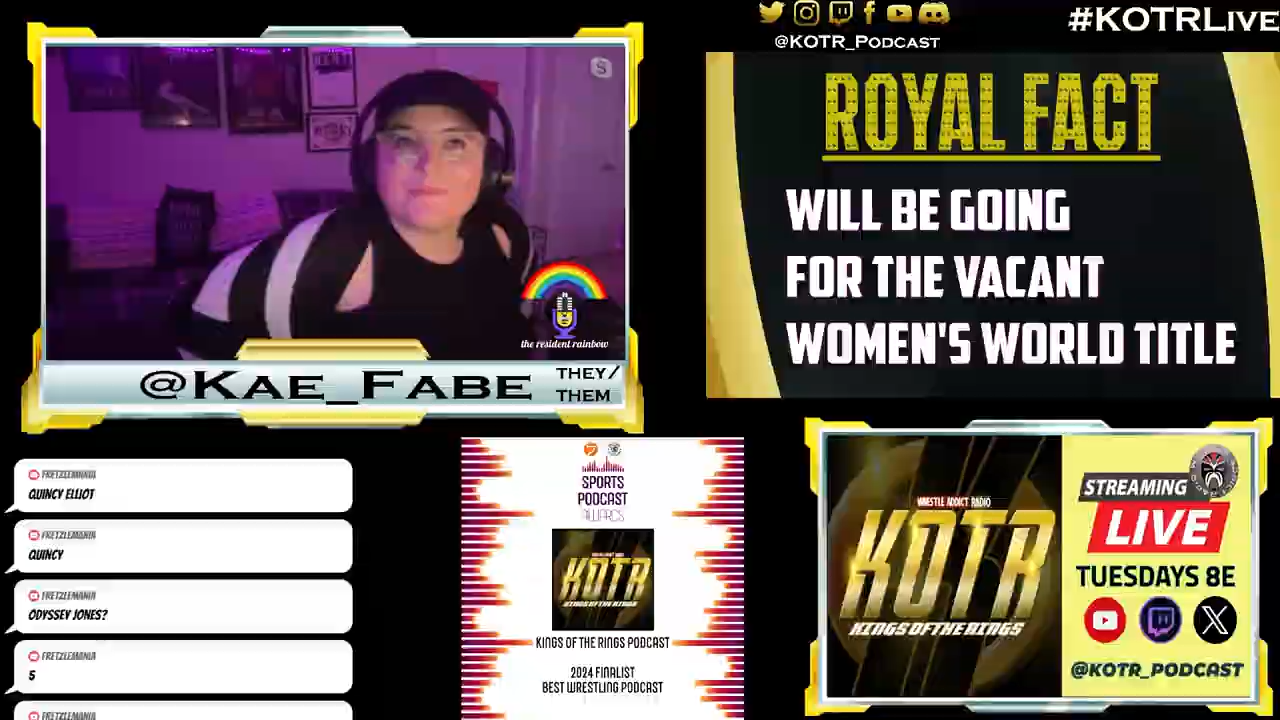 @KOTR_PODCAST
#KOTRLIVE
ROYAL FACT
WILL BE GOING
FOR THE VACANT
WOMEN'S WORLD TITLE
the resident rainbow
@KAE_FABE
THEY/
THEM
FRETZLEMANIA
QUINCY ELLIOT
FRETZLEMANIA
QUINCY
FRETZLEMANIA
ODYSSEY JONES?
FRETZLEMANIA
5
FRETZLEMANIA
SPORTS
PODCAST
AWARDS
KOTR
KINGS OF THE RINGS
KINGS OF THE RINGS PODCAST
2024 FINALIST
BEST WRESTLING PODCAST
WRESTLE ADDICT RADIO
KOTR
KINGS OF THE RINGS
STREAMING
LIVE
TUESDAYS 8E
@KOTR_PODCAST